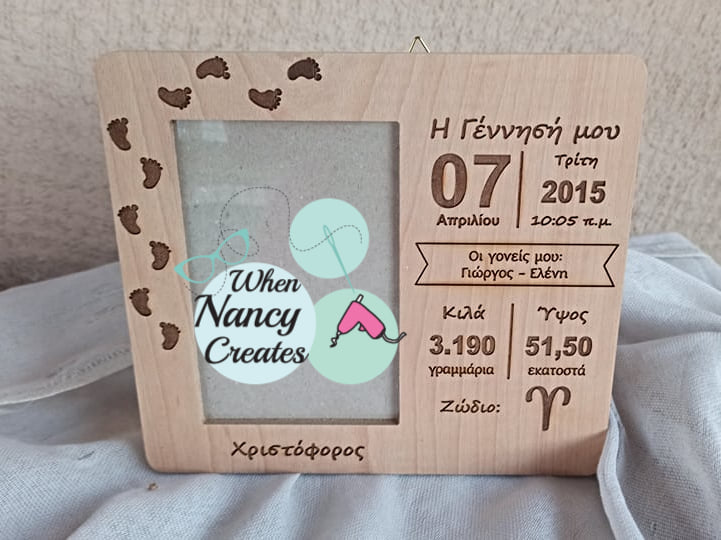 Η Γέννησή μου
07
Απριλίου
Τρίτη
2015
10:05 π.μ.
Οι γονείς μου:
Γιώργος - Ελένη
Κιλά
3.190
γραμμάρια
Ύψος
51,50
εκατοστά
Ζώδιο:
When
Nancy
Creates
Χριστόφορος